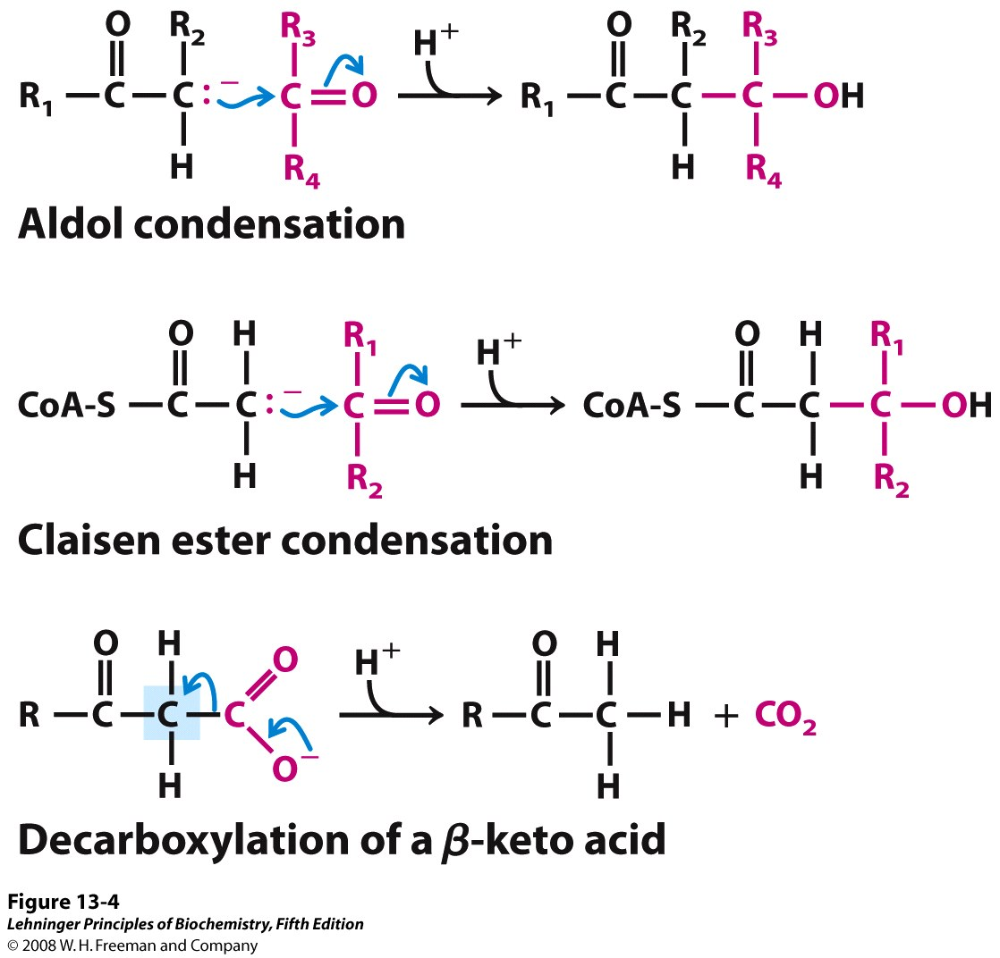 O R₂ R₃ H⁺ O R₂ R₃
R₁ — C — C:⁻ C = O R₁ — C — C — C — OH
H R₄ H R₄
Aldol condensation
O H R₁ H⁺ O H R₁
CoA-S — C — C:⁻ C = O CoA-S — C — C — C — OH
H R₂ H R₂
Claisen ester condensation
O H O H⁺ O H
R — C — C — C R — C — C — H + CO₂
H O⁻ H
Decarboxylation of a β-keto acid
Figure 13-4
Lehninger Principles of Biochemistry, Fifth Edition
© 2008 W. H. Freeman and Company